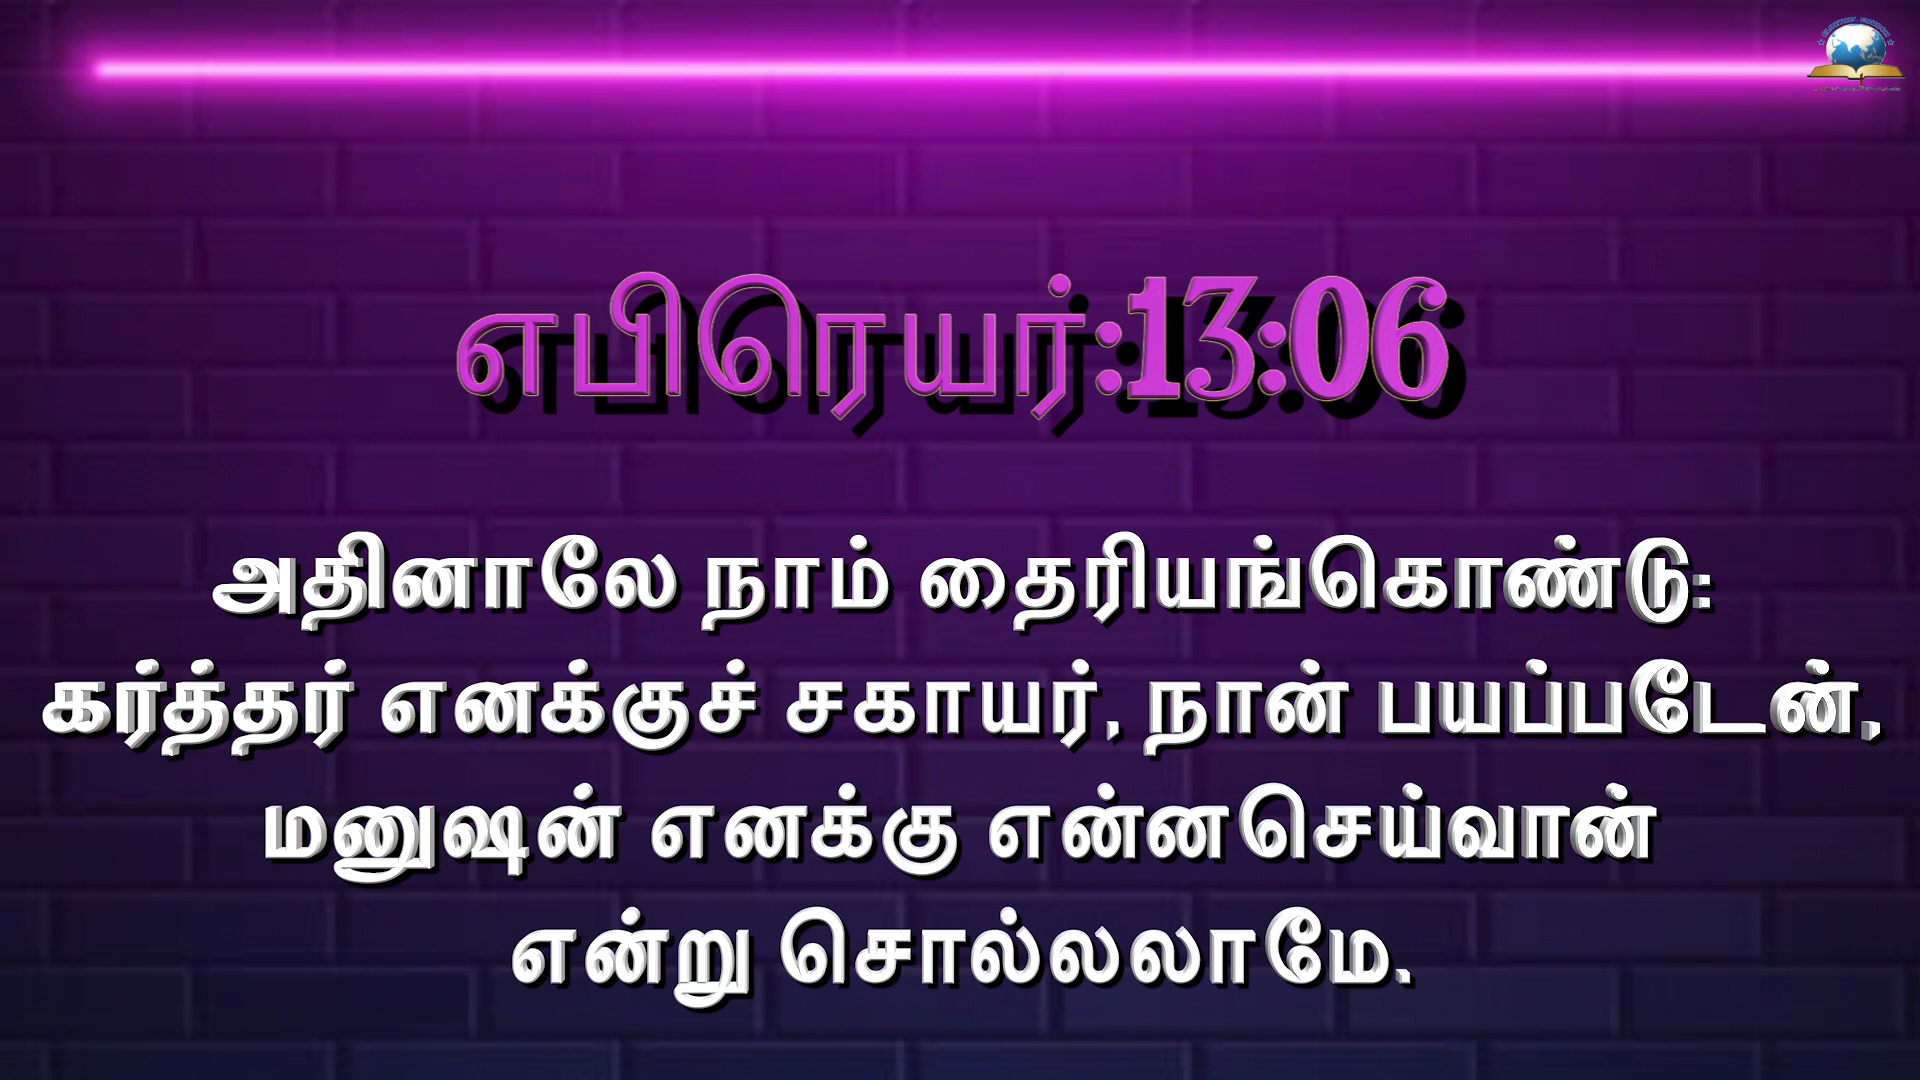 எபிரெயர்:13:06
அதினாலே நாம் தைரியங்கொண்டு:
கர்த்தர் எனக்குச் சகாயர், நான் பயப்படேன்,
மனுஷன் எனக்கு என்னசெய்வான்
என்று சொல்லலாமே.